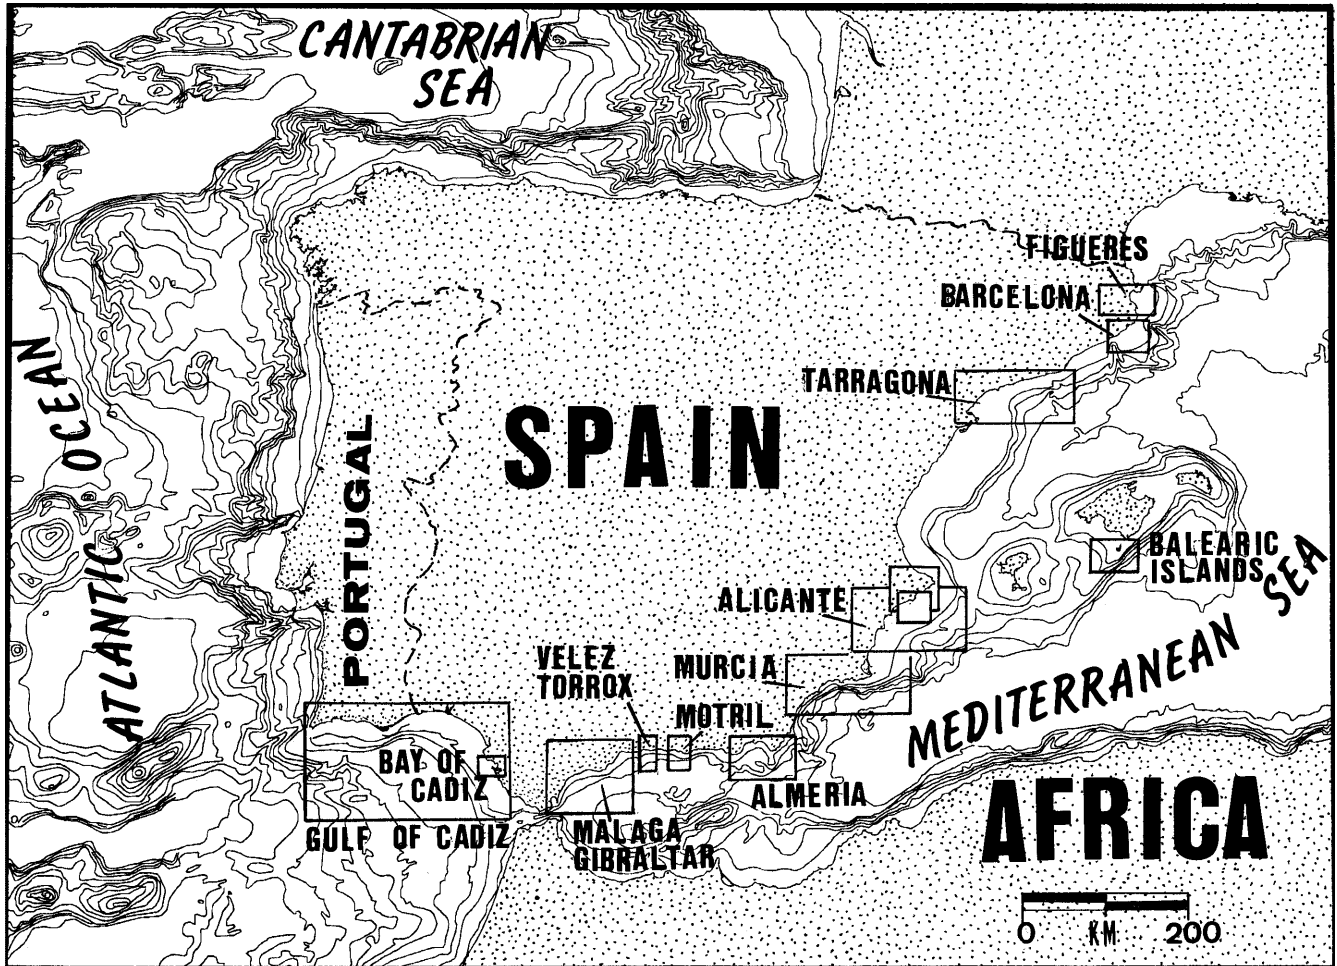 CANTABRIAN
SEA
FIGUERES
BARCELONA
TARRAGONA
ATLANTIC OCEAN
SPAIN
PORTUGAL
BALEARIC
ISLANDS
ALICANTE
MEDITERRANEAN SEA
VELEZ
TORROX
MURCIA
MOTRIL
BAY OF
CADIZ
ALMERIA
GULF OF CADIZ
MALAGA
GIBRALTAR
AFRICA
0 KM 200